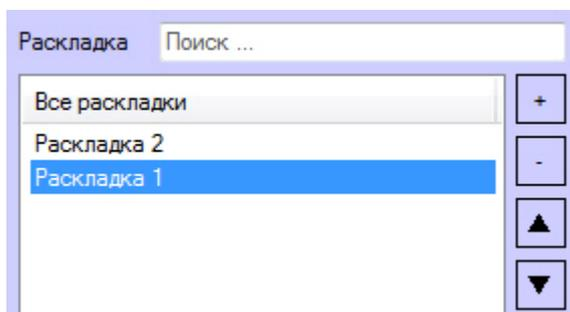 Раскладка Поиск ...
Все раскладки +
Раскладка 2
Раскладка 1 -
▲
▼